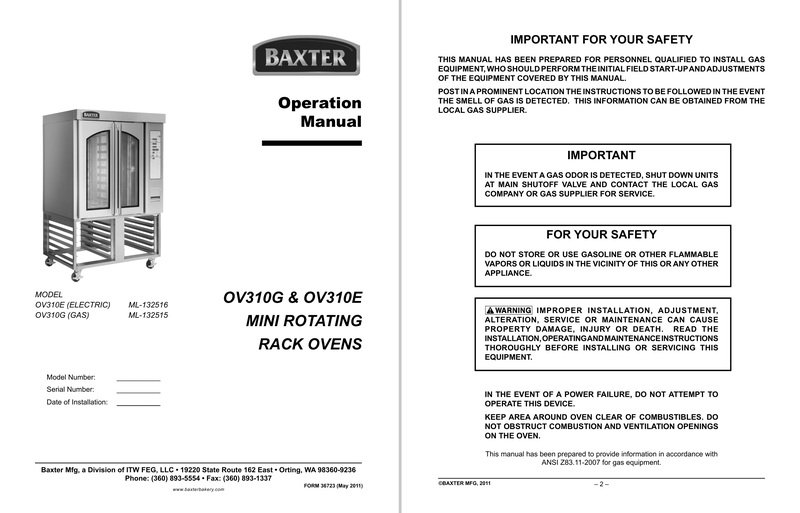 BAXTER
Operation
Manual
BAXTER
MODEL
OV310E (ELECTRIC) ML-132516
OV310G (GAS) ML-132515
OV310G & OV310E
MINI ROTATING
RACK OVENS
Model Number:
Serial Number:
Date of Installation:
Baxter Mfg, a Division of ITW FEG, LLC • 19220 State Route 162 East • Orting, WA 98360-9236
Phone: (360) 893-5554 • Fax: (360) 893-1337
www.baxterbakery.com
FORM 36723 (May 2011)
IMPORTANT FOR YOUR SAFETY
THIS MANUAL HAS BEEN PREPARED FOR PERSONNEL QUALIFIED TO INSTALL GAS
EQUIPMENT, WHO SHOULD PERFORM THE INITIAL FIELD START-UP AND ADJUSTMENTS
OF THE EQUIPMENT COVERED BY THIS MANUAL.
POST IN A PROMINENT LOCATION THE INSTRUCTIONS TO BE FOLLOWED IN THE EVENT
THE SMELL OF GAS IS DETECTED. THIS INFORMATION CAN BE OBTAINED FROM THE
LOCAL GAS SUPPLIER.
IMPORTANT
IN THE EVENT A GAS ODOR IS DETECTED, SHUT DOWN UNITS
AT MAIN SHUTOFF VALVE AND CONTACT THE LOCAL GAS
COMPANY OR GAS SUPPLIER FOR SERVICE.
FOR YOUR SAFETY
DO NOT STORE OR USE GASOLINE OR OTHER FLAMMABLE
VAPORS OR LIQUIDS IN THE VICINITY OF THIS OR ANY OTHER
APPLIANCE.
WARNING IMPROPER INSTALLATION, ADJUSTMENT,
ALTERATION, SERVICE OR MAINTENANCE CAN CAUSE
PROPERTY DAMAGE, INJURY OR DEATH. READ THE
INSTALLATION, OPERATING AND MAINTENANCE INSTRUCTIONS
THOROUGHLY BEFORE INSTALLING OR SERVICING THIS
EQUIPMENT.
IN THE EVENT OF A POWER FAILURE, DO NOT ATTEMPT TO
OPERATE THIS DEVICE.
KEEP AREA AROUND OVEN CLEAR OF COMBUSTIBLES. DO
NOT OBSTRUCT COMBUSTION AND VENTILATION OPENINGS
ON THE OVEN.
This manual has been prepared to provide information in accordance with
ANSI Z83.11-2007 for gas equipment.
©BAXTER MFG, 2011
– 2 –